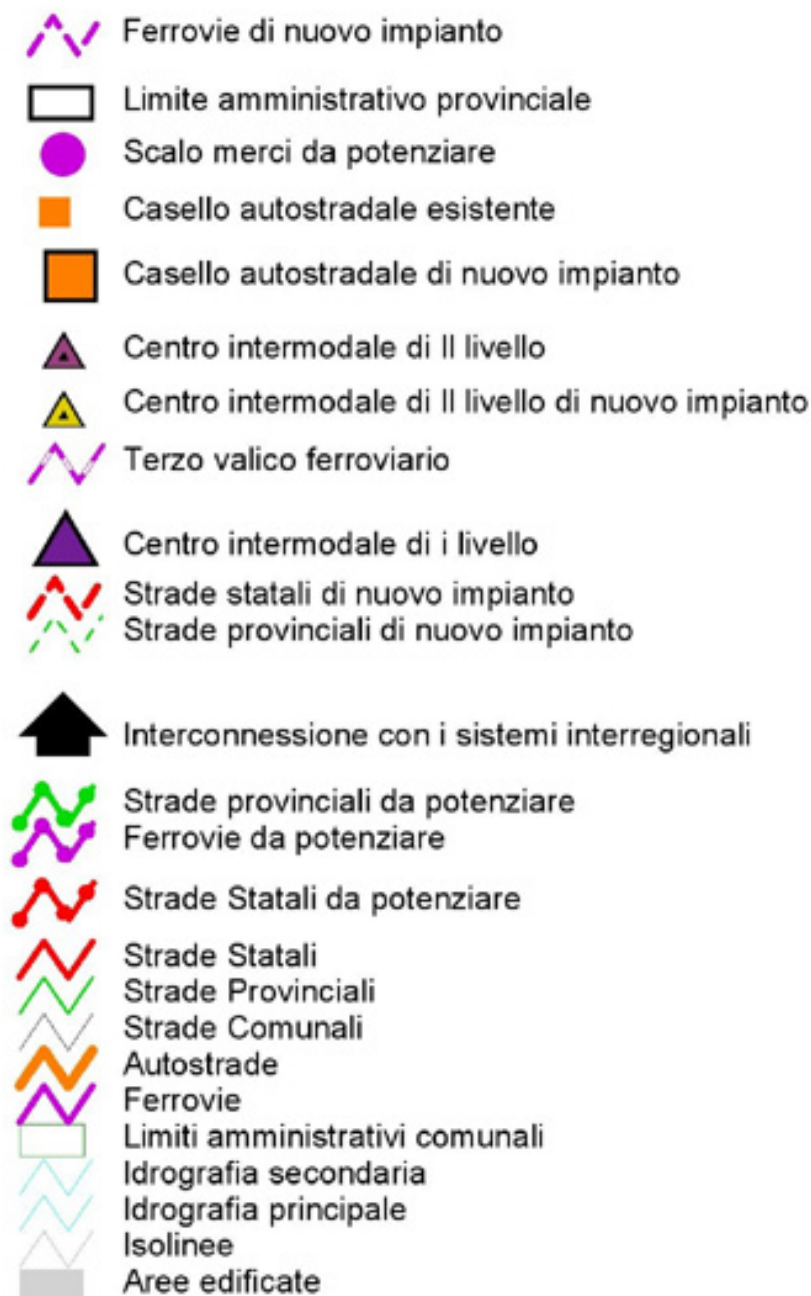 Ferrovie di nuovo impianto
Limite amministrativo provinciale
Scalo merci da potenziare
Casello autostradale esistente
Casello autostradale di nuovo impianto
Centro intermodale di II livello
Centro intermodale di II livello di nuovo impianto
Terzo valico ferroviario
Centro intermodale di i livello
Strade statali di nuovo impianto
Strade provinciali di nuovo impianto
Interconnessione con i sistemi interregionali
Strade provinciali da potenziare
Ferrovie da potenziare
Strade Statali da potenziare
Strade Statali
Strade Provinciali
Strade Comunali
Autostrade
Ferrovie
Limiti amministrativi comunali
Idrografia secondaria
Idrografia principale
Isolinee
Aree edificate